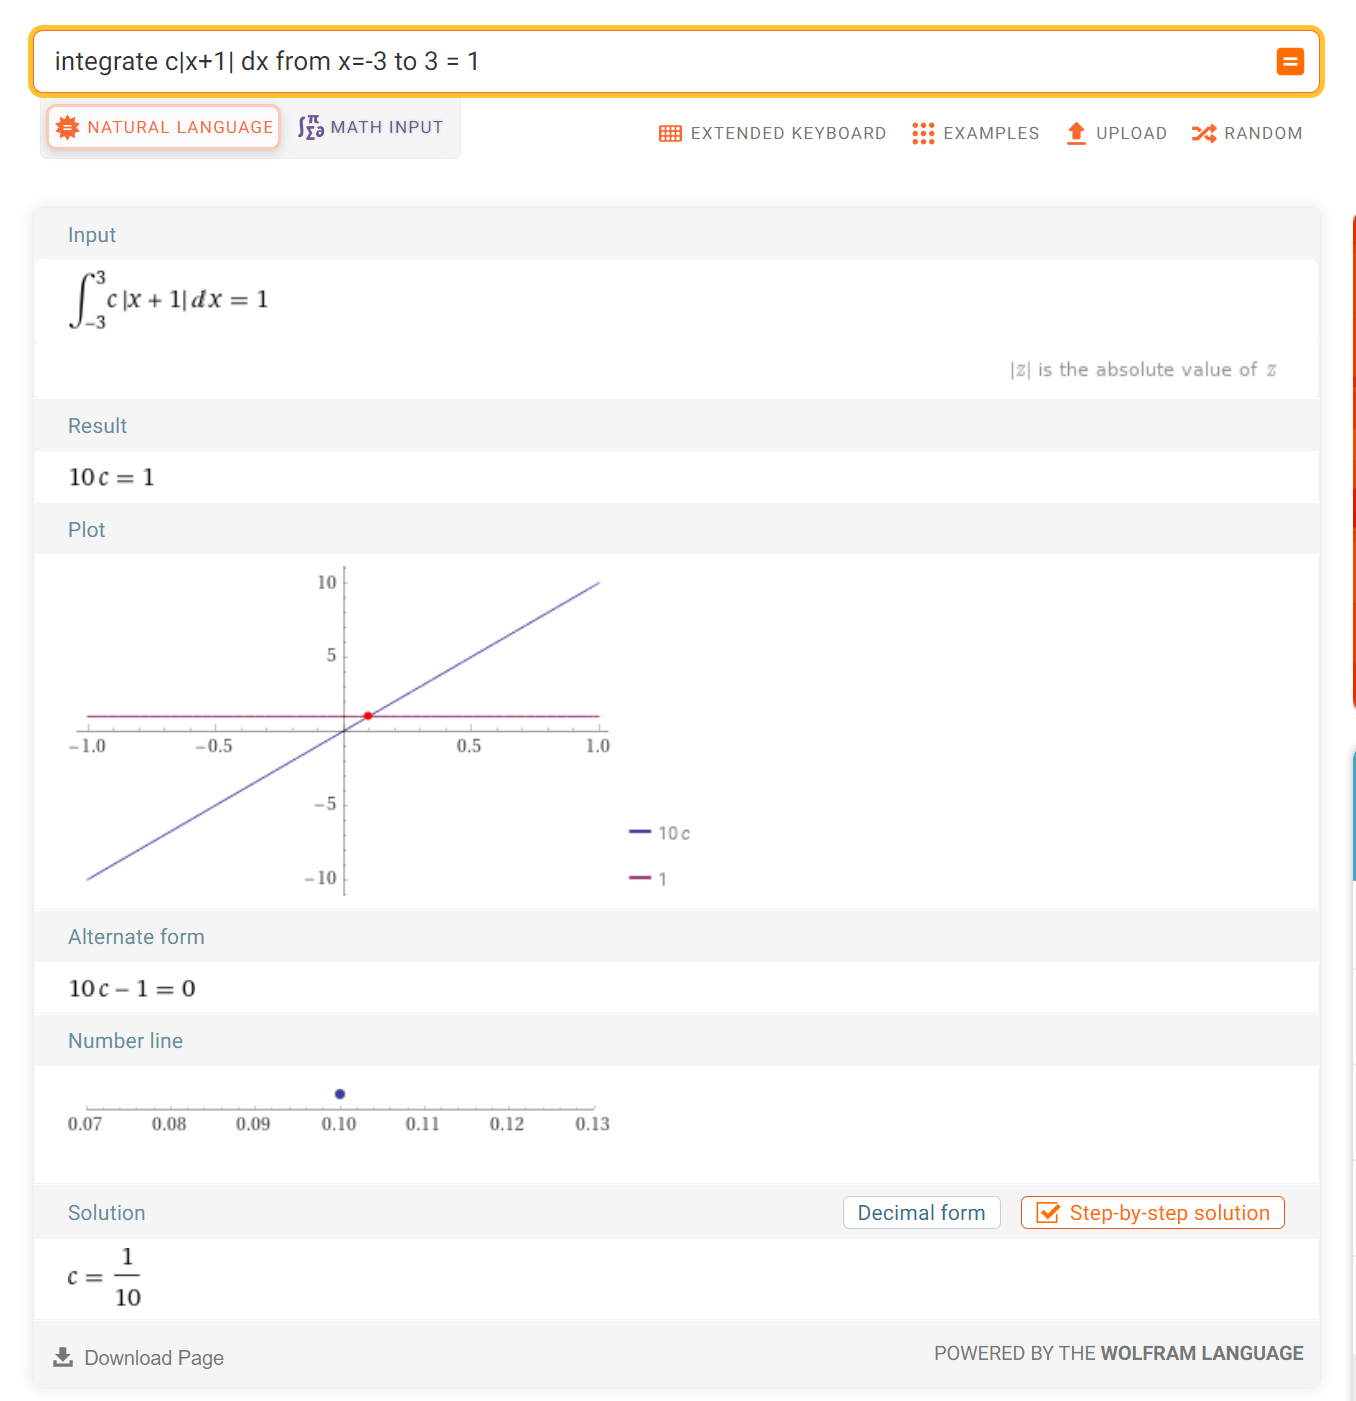 integrate c|x+1| dx from x=-3 to 3 = 1
NATURAL LANGUAGE
∫π Σ∂ MATH INPUT
EXTENDED KEYBOARD
EXAMPLES
UPLOAD
RANDOM
Input
∫_{-3}^{3} c |x + 1| dx = 1
|z| is the absolute value of z
Result
10 c = 1
Plot
10
5
-1.0 -0.5 0.5 1.0
-5
-10
10 c
1
Alternate form
10 c - 1 = 0
Number line
0.07 0.08 0.09 0.10 0.11 0.12 0.13
Solution
Decimal form
Step-by-step solution
c = 1/10
Download Page
POWERED BY THE WOLFRAM LANGUAGE